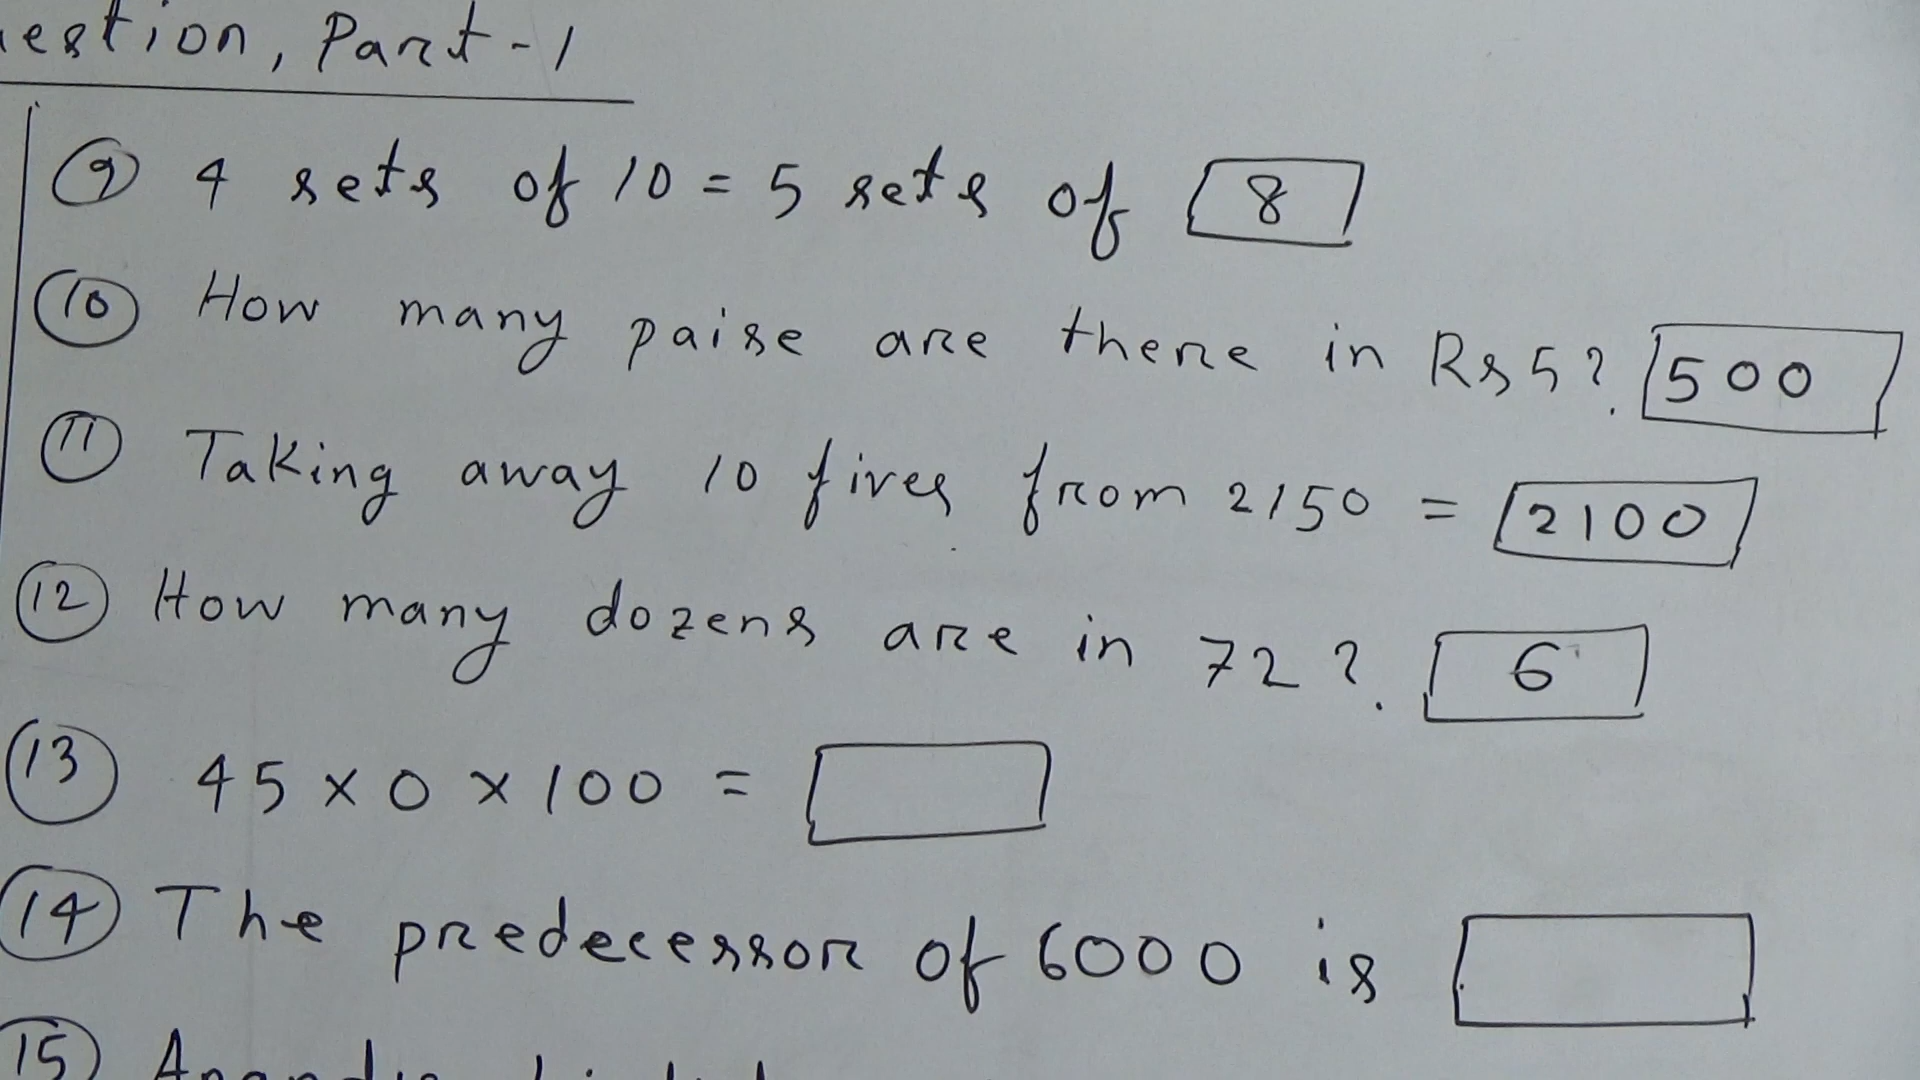 estion, Part-1
9 4 sets of 10 = 5 sets of 8
10 How many paise are there in Rs 5? 500
11 Taking away 10 fives from 2150 = 2100
12 How many dozens are in 72? 6
13 45 x 0 x 100 =
14 The predecessor of 6000 is
15